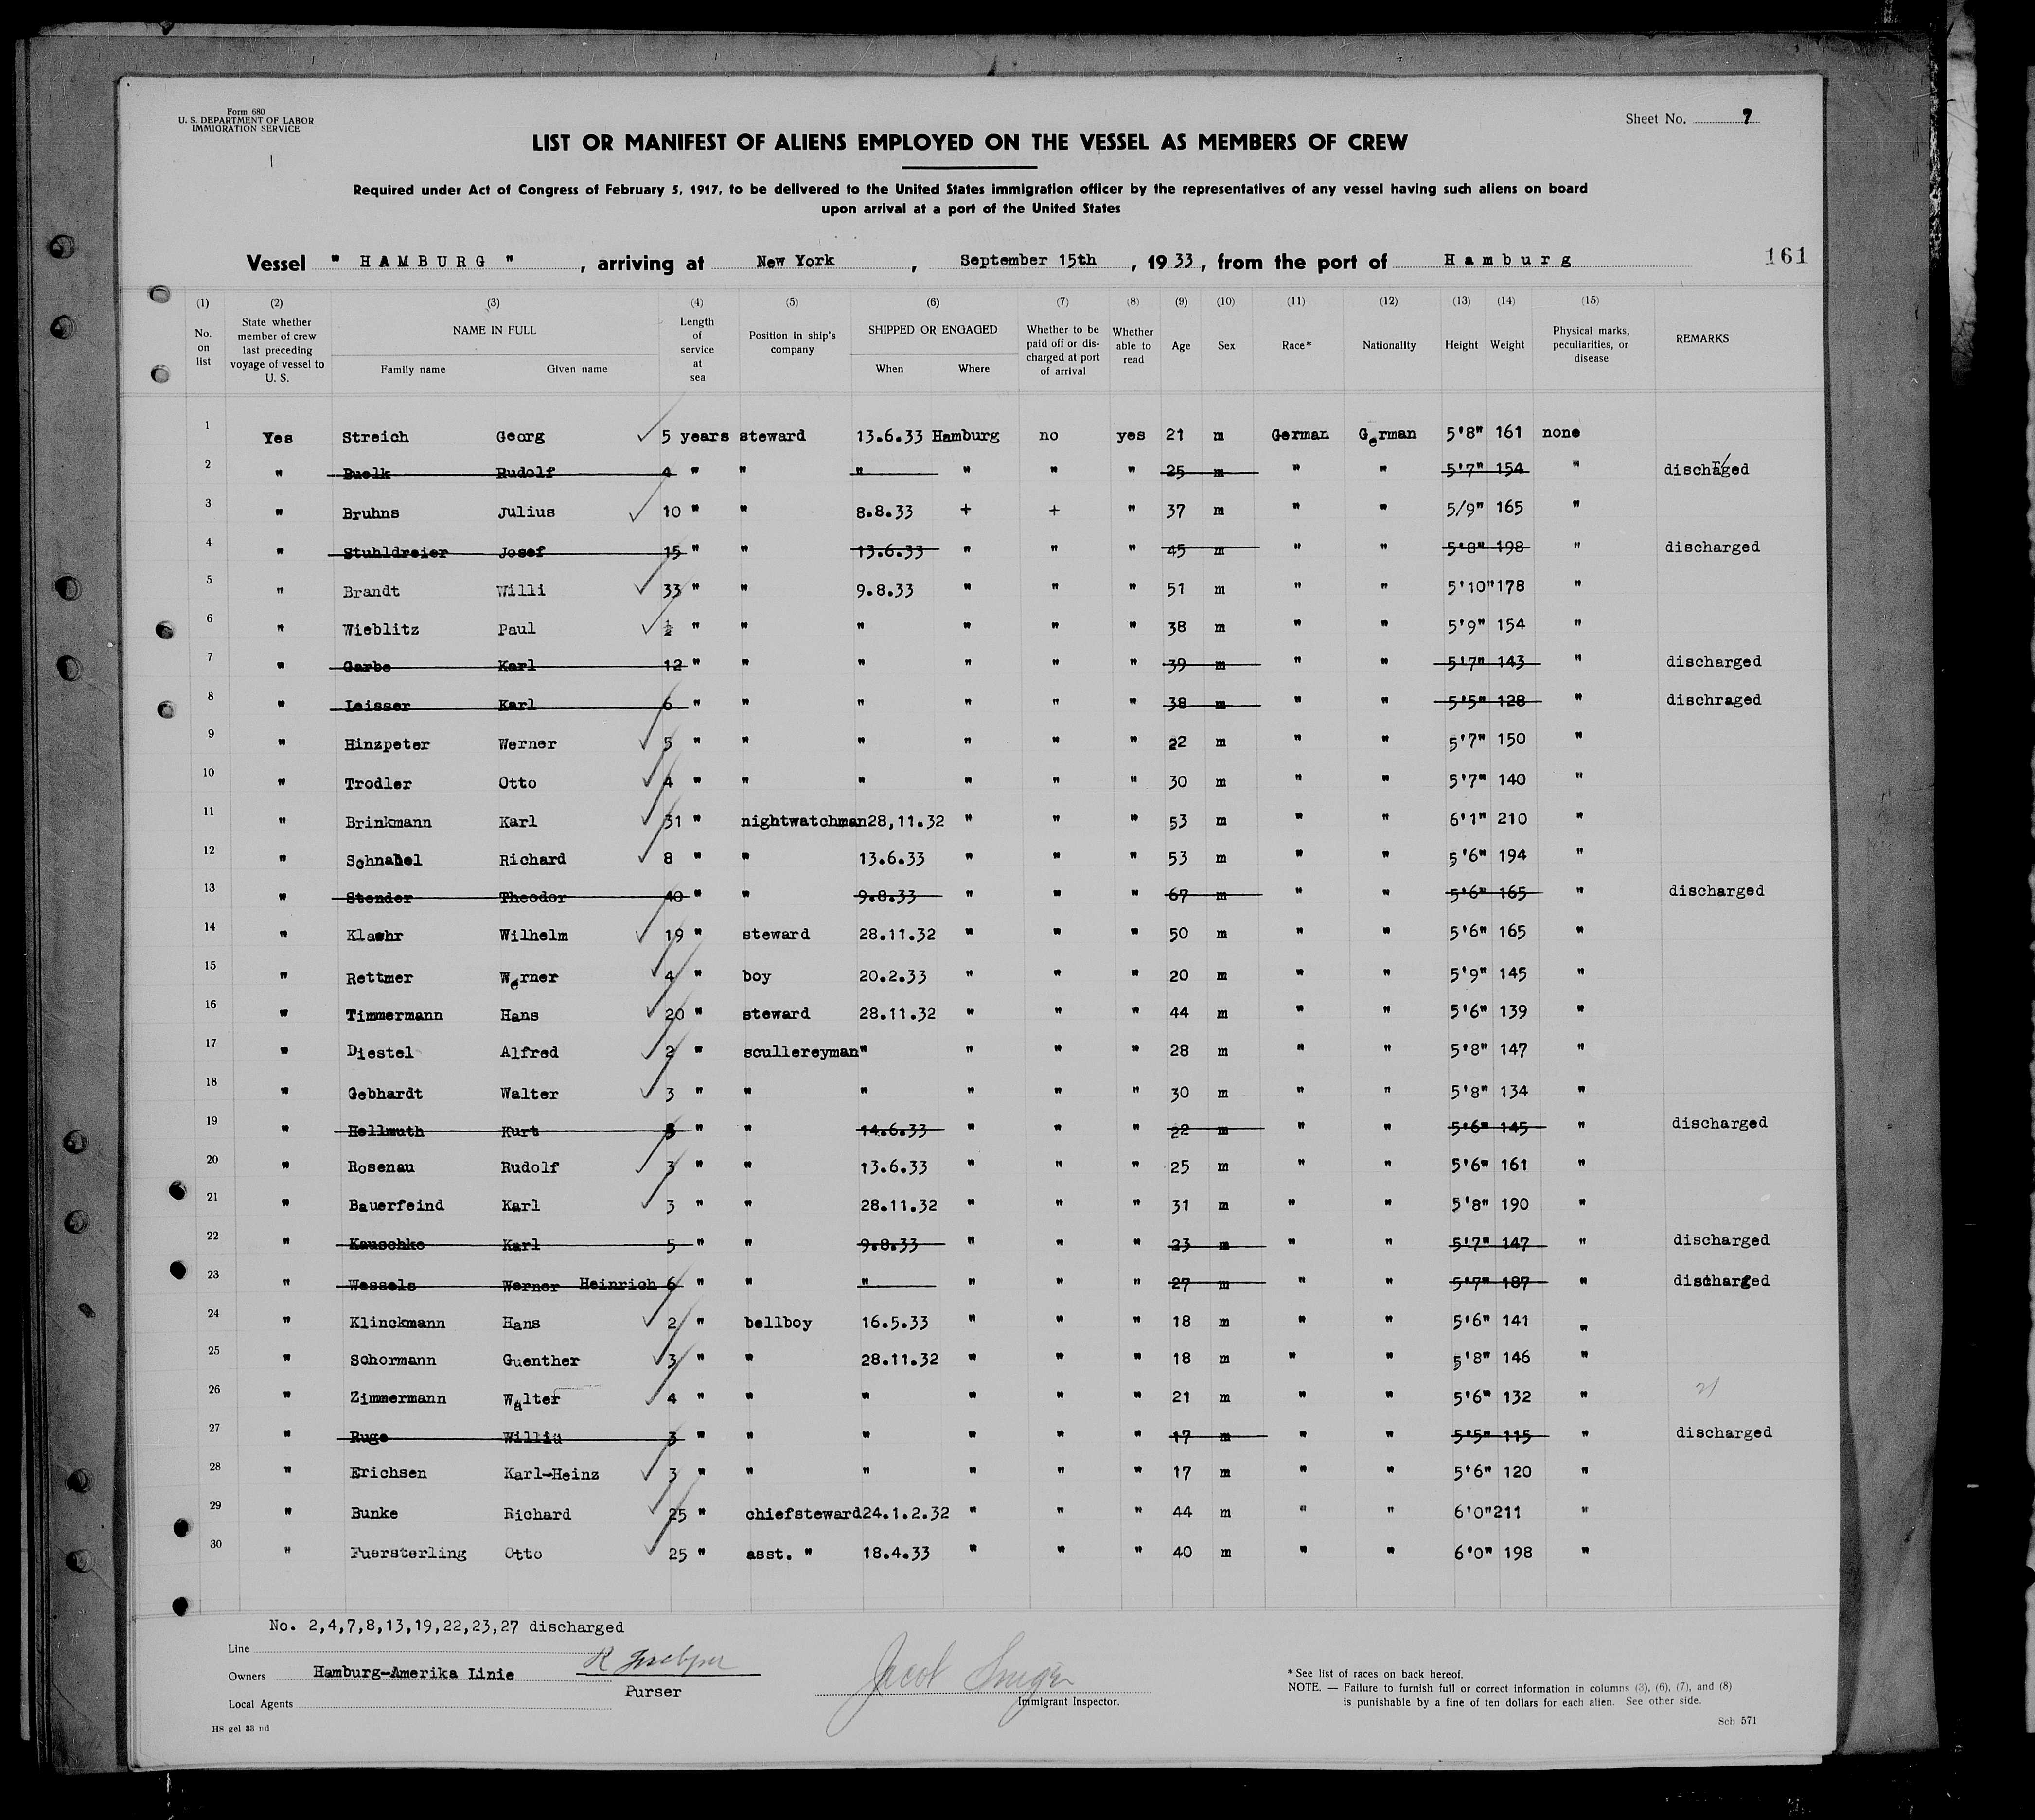 Form 680
U. S. DEPARTMENT OF LABOR
IMMIGRATION SERVICE
Sheet No. 7
LIST OR MANIFEST OF ALIENS EMPLOYED ON THE VESSEL AS MEMBERS OF CREW
Required under Act of Congress of February 5, 1917, to be delivered to the United States immigration officer by the representatives of any vessel having such aliens on board
upon arrival at a port of the United States
Vessel " HAMBURG ", arriving at New York, September 15th, 1933, from the port of Hamburg 161
(1) (2) (3) (4) (5) (6) (7) (8) (9) (10) (11) (12) (13) (14) (15)
No. on list State whether member of crew last preceding voyage of vessel to U. S. NAME IN FULL Family name Given name Length of service at sea Position in ship's company SHIPPED OR ENGAGED When Where Whether to be paid off or discharged at port of arrival Whether able to read Age Sex Race* Nationality Height Weight Physical marks, peculiarities, or disease REMARKS
1 Yes Streich Georg 5 years steward 13.6.33 Hamburg no yes 21 m German German 5'8" 161 none
2 " Buelk Rudolf 4 " " " " " " 25 m " " 5'7" 154 " discharged
3 " Bruhns Julius 10 " " 8.8.33 + + " 37 m " " 5/9" 165 "
4 " Stuhldreier Josef 15 " " 13.6.33 " " " 45 m " " 5'8" 198 " discharged
5 " Brandt Willi 33 " " 9.8.33 " " " 51 m " " 5'10" 178 "
6 " Wieblitz Paul ½ " " " " " " 38 m " " 5'9" 154 "
7 " Garbe Karl 12 " " " " " " 39 m " " 5'7" 143 " discharged
8 " Leisser Karl 6 " " " " " " 38 m " " 5'5" 128 " dischraged
9 " Hinzpeter Werner 5 " " " " " " 22 m " " 5'7" 150 "
10 " Trodler Otto 4 " " " " " " 30 m " " 5'7" 140 "
11 " Brinkmann Karl 31 " nightwatchman 28,11.32 " " " 53 m " " 6'1" 210 "
12 " Schnabel Richard 8 " " 13.6.33 " " " 53 m " " 5'6" 194 "
13 " Stender Theodor 40 " " 9.8.33 " " " 67 m " " 5'6" 165 " discharged
14 " Klaehr Wilhelm 19 " steward 28.11.32 " " " 50 m " " 5'6" 165 "
15 " Rettmer Werner 4 " boy 20.2.33 " " " 20 m " " 5'9" 145 "
16 " Timmermann Hans 20 " steward 28.11.32 " " " 44 m " " 5'6" 139 "
17 " Diestel Alfred 2 " scullereyman " " " " 28 m " " 5'8" 147 "
18 " Gebhardt Walter 3 " " " " " " 30 m " " 5'8" 134 "
19 " Hellmuth Kurt 3 " " 14.6.33 " " " 22 m " " 5'6" 145 " discharged
20 " Rosenau Rudolf 3 " " 13.6.33 " " " 25 m " " 5'6" 161 "
21 " Bauerfeind Karl 3 " " 28.11.32 " " " 31 m " " 5'8" 190 "
22 " Kauschke Karl 5 " " 9.8.33 " " " 23 m " " 5'7" 147 " discharged
23 " Wessels Werner Heinrich 6 " " " " " " 27 m " " 5'7" 187 " discharged
24 " Klinckmann Hans 2 " bellboy 16.5.33 " " " 18 m " " 5'6" 141 "
25 " Schormann Guenther 3 " " 28.11.32 " " " 18 m " " 5'8" 146 "
26 " Zimmermann Walter 4 " " " " " " 21 m " " 5'6" 132 "
27 " Ruge 3 " " " " " " 17 m " " 5'5" 115 " discharged
28 " Erichsen Karl-Heinz 3 " " " " " " 17 m " " 5'6" 120 "
29 " Bunke Richard 25 " chiefsteward 24.1.2.32 " " " 44 m " " 6'0" 211 "
30 " Fuersterling Otto 25 " asst. " 18.4.33 " " " 40 m " " 6'0" 198 "
No. 2,4,7,8,13,19,22,23,27 discharged
Line
Owners Hamburg-Amerika Linie
Purser
Local Agents
Immigrant Inspector.
* See list of races on back hereof.
NOTE. — Failure to furnish full or correct information in columns (3), (6), (7), and (8)
is punishable by a fine of ten dollars for each alien. See other side.
HS gel 33 nd
Sch 571